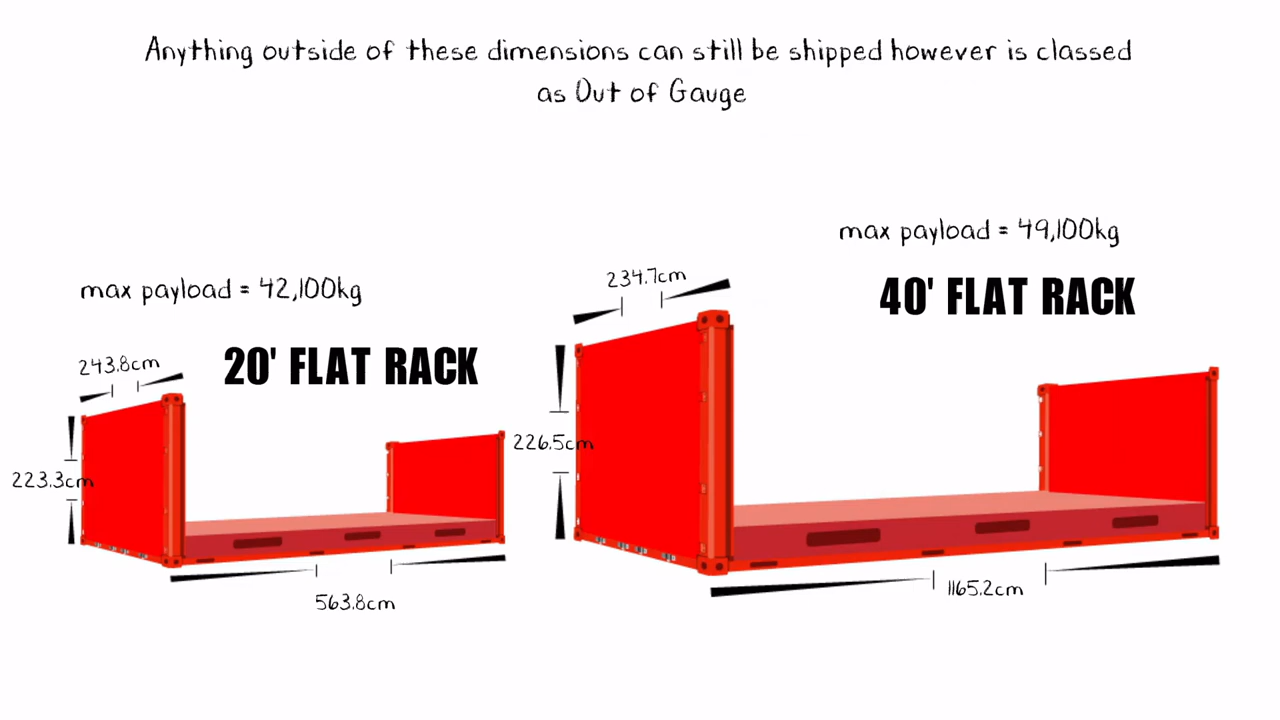 Anything outside of these dimensions can still be shipped however is classed
as Out of Gauge
max payload = 49,100kg
234.7cm
40' FLAT RACK
max payload = 42,100kg
243.8cm
20' FLAT RACK
226.5cm
223.3cm
1165.2cm
563.8cm